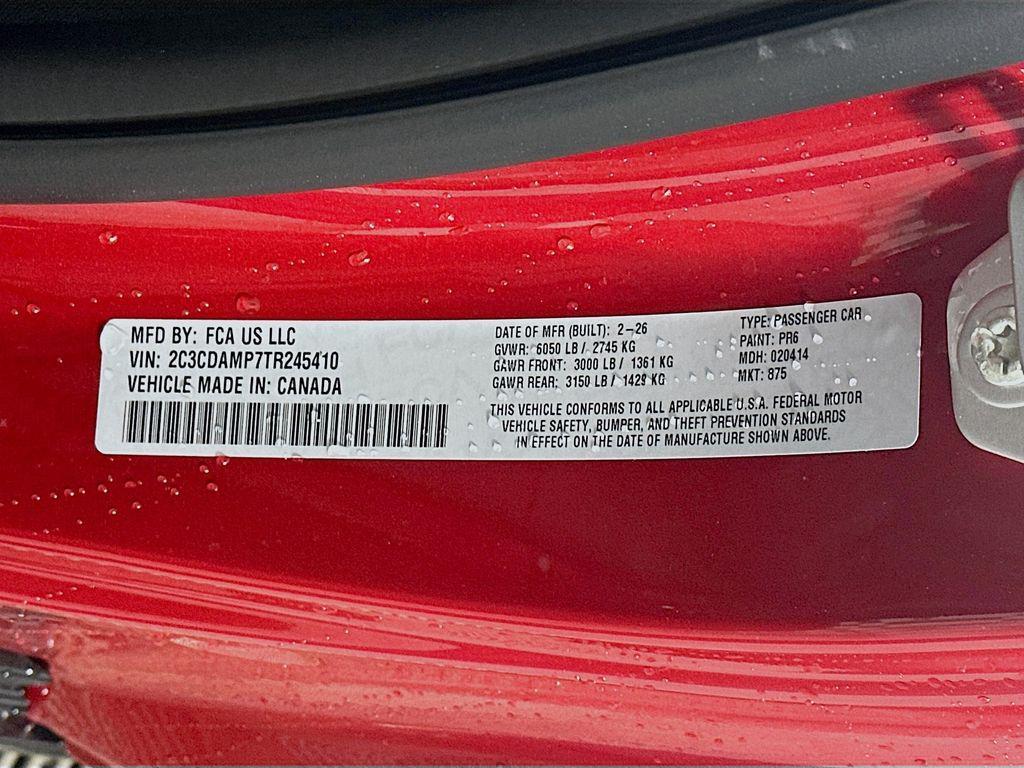 MFD BY: FCA US LLC
VIN: 2C3CDAMP7TR245410
VEHICLE MADE IN: CANADA
DATE OF MFR (BUILT): 2-26
GVWR: 6050 LB / 2745 KG
GAWR FRONT: 3000 LB / 1361 KG
GAWR REAR: 3150 LB / 1429 KG
TYPE: PASSENGER CAR
PAINT: PR6
MDH: 020414
MKT: 875
THIS VEHICLE CONFORMS TO ALL APPLICABLE U.S.A. FEDERAL MOTOR
VEHICLE SAFETY, BUMPER, AND THEFT PREVENTION STANDARDS
IN EFFECT ON THE DATE OF MANUFACTURE SHOWN ABOVE.